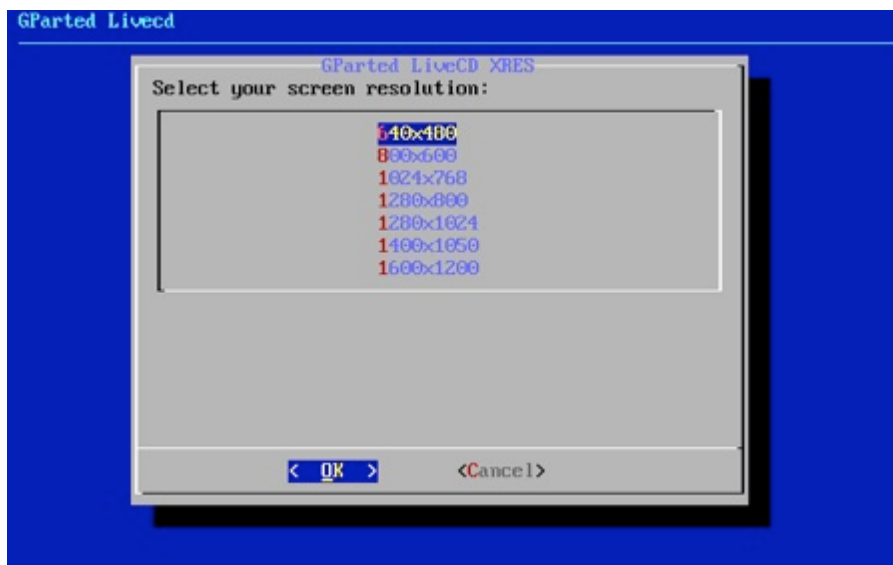 GParted Livecd
GParted LiveCD XRES
Select your screen resolution:
640x480
800x600
1024x768
1280x800
1280x1024
1400x1050
1600x1200
< OK > <Cancel>